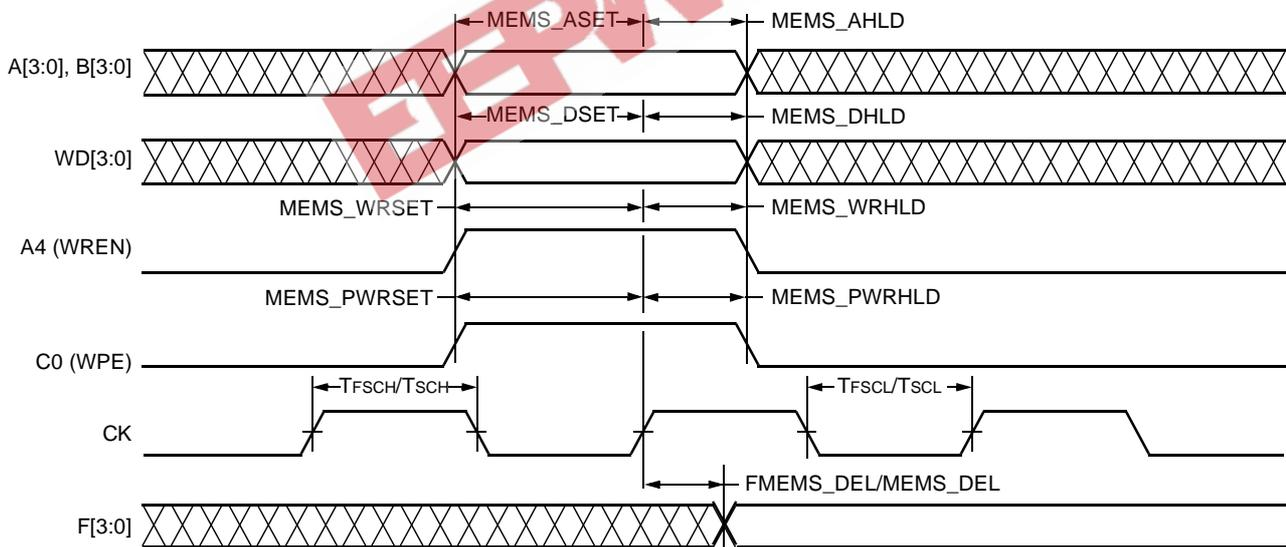 MEMS_ASET MEMS_AHLD
A[3:0], B[3:0]
MEMS_DSET MEMS_DHLD
WD[3:0]
MEMS_WRSET MEMS_WRHLD
A4 (WREN)
MEMS_PWRSET MEMS_PWRHLD
C0 (WPE)
TFSCH/TSCH TFSCL/TSCL
CK
FMEMS_DEL/MEMS_DEL
F[3:0]